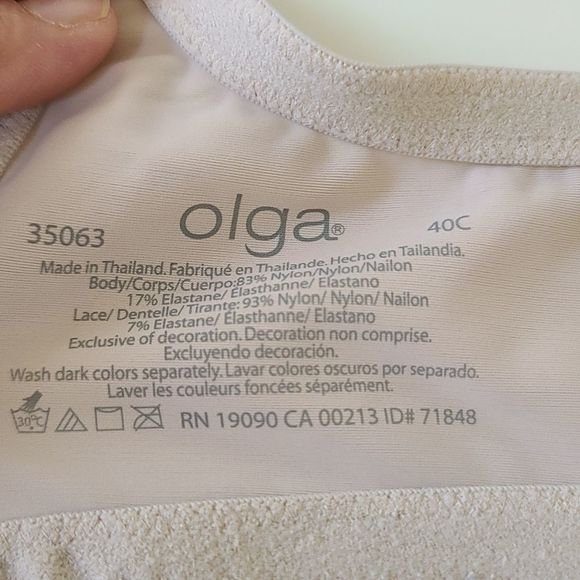 olga®
35063
40C
Made in Thailand. Fabriqué en Thailande. Hecho en Tailandia.
Body/Corps/Cuerpo:83% Nylon/Nylon/Nailon
17% Elastane/ Elasthanne/ Elastano
Lace/ Dentelle/ Tirante: 93% Nylon/ Nylon/ Nailon
7% Elastane/ Elasthanne/ Elastano
Exclusive of decoration. Decoration non comprise.
Excluyendo decoración.
Wash dark colors separately. Lavar colores oscuros por separado.
Laver les couleurs foncées séparément.
30°C RN 19090 CA 00213 ID# 71848